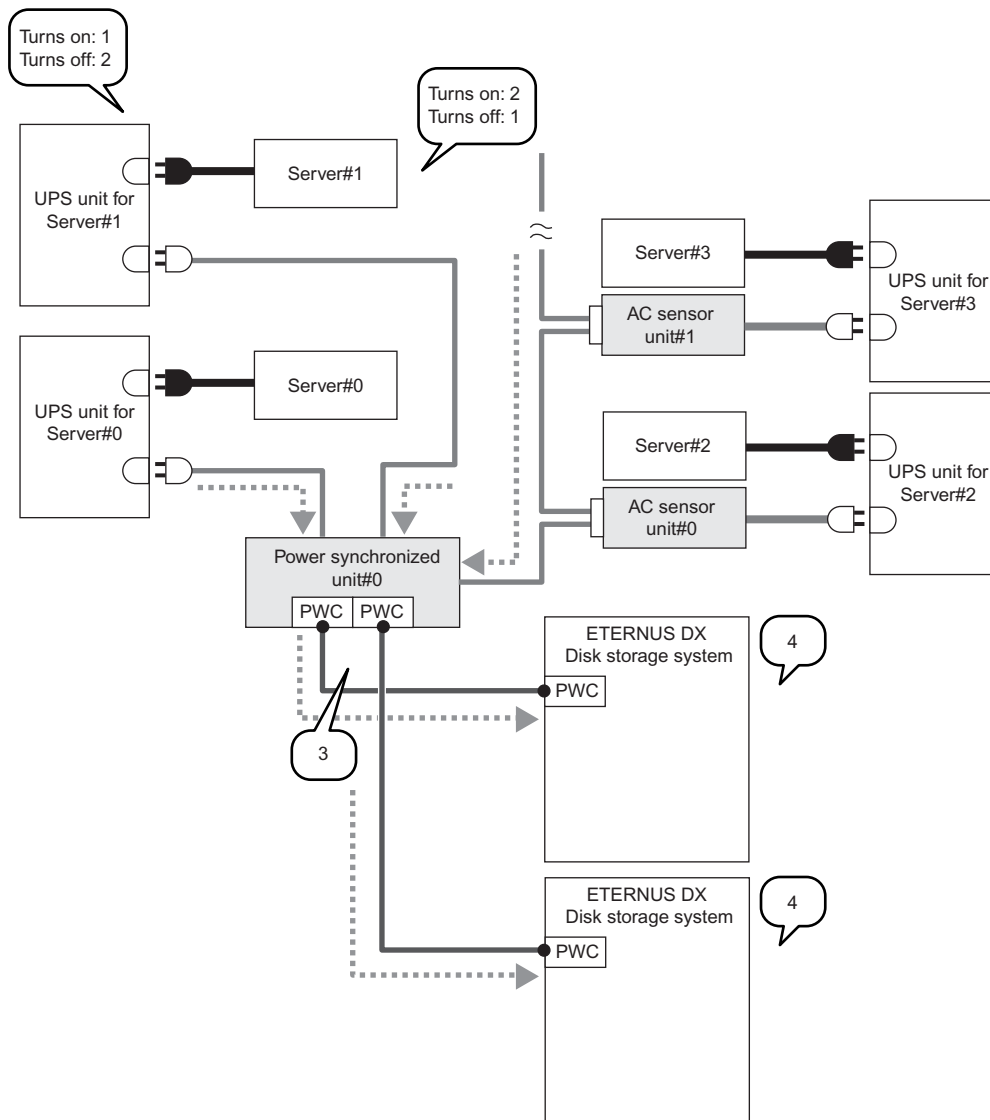 Turns on: 1
Turns off: 2
Turns on: 2
Turns off: 1
UPS unit for
Server#1
Server#1
Server#3
UPS unit for
Server#3
AC sensor
unit#1
UPS unit for
Server#0
Server#0
Server#2
UPS unit for
Server#2
AC sensor
unit#0
Power synchronized
unit#0
PWC
PWC
ETERNUS DX
Disk storage system
4
PWC
3
ETERNUS DX
Disk storage system
4
PWC